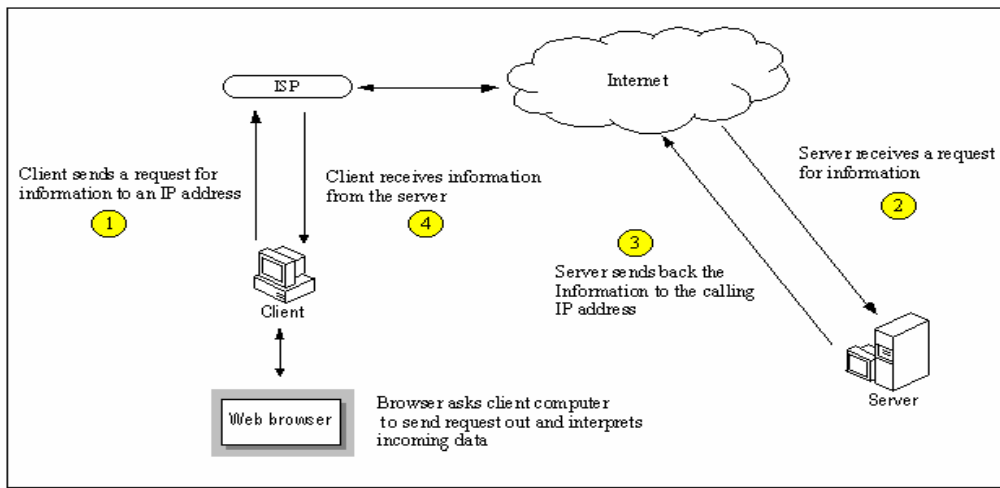 Internet
ISP
Client sends a request for
information to an IP address
1
Client receives information
from the server
4
Server receives a request
for information
2
3
Server sends back the
Information to the calling
IP address
Client
Server
Web browser
Browser asks client computer
to send request out and interprets
incoming data